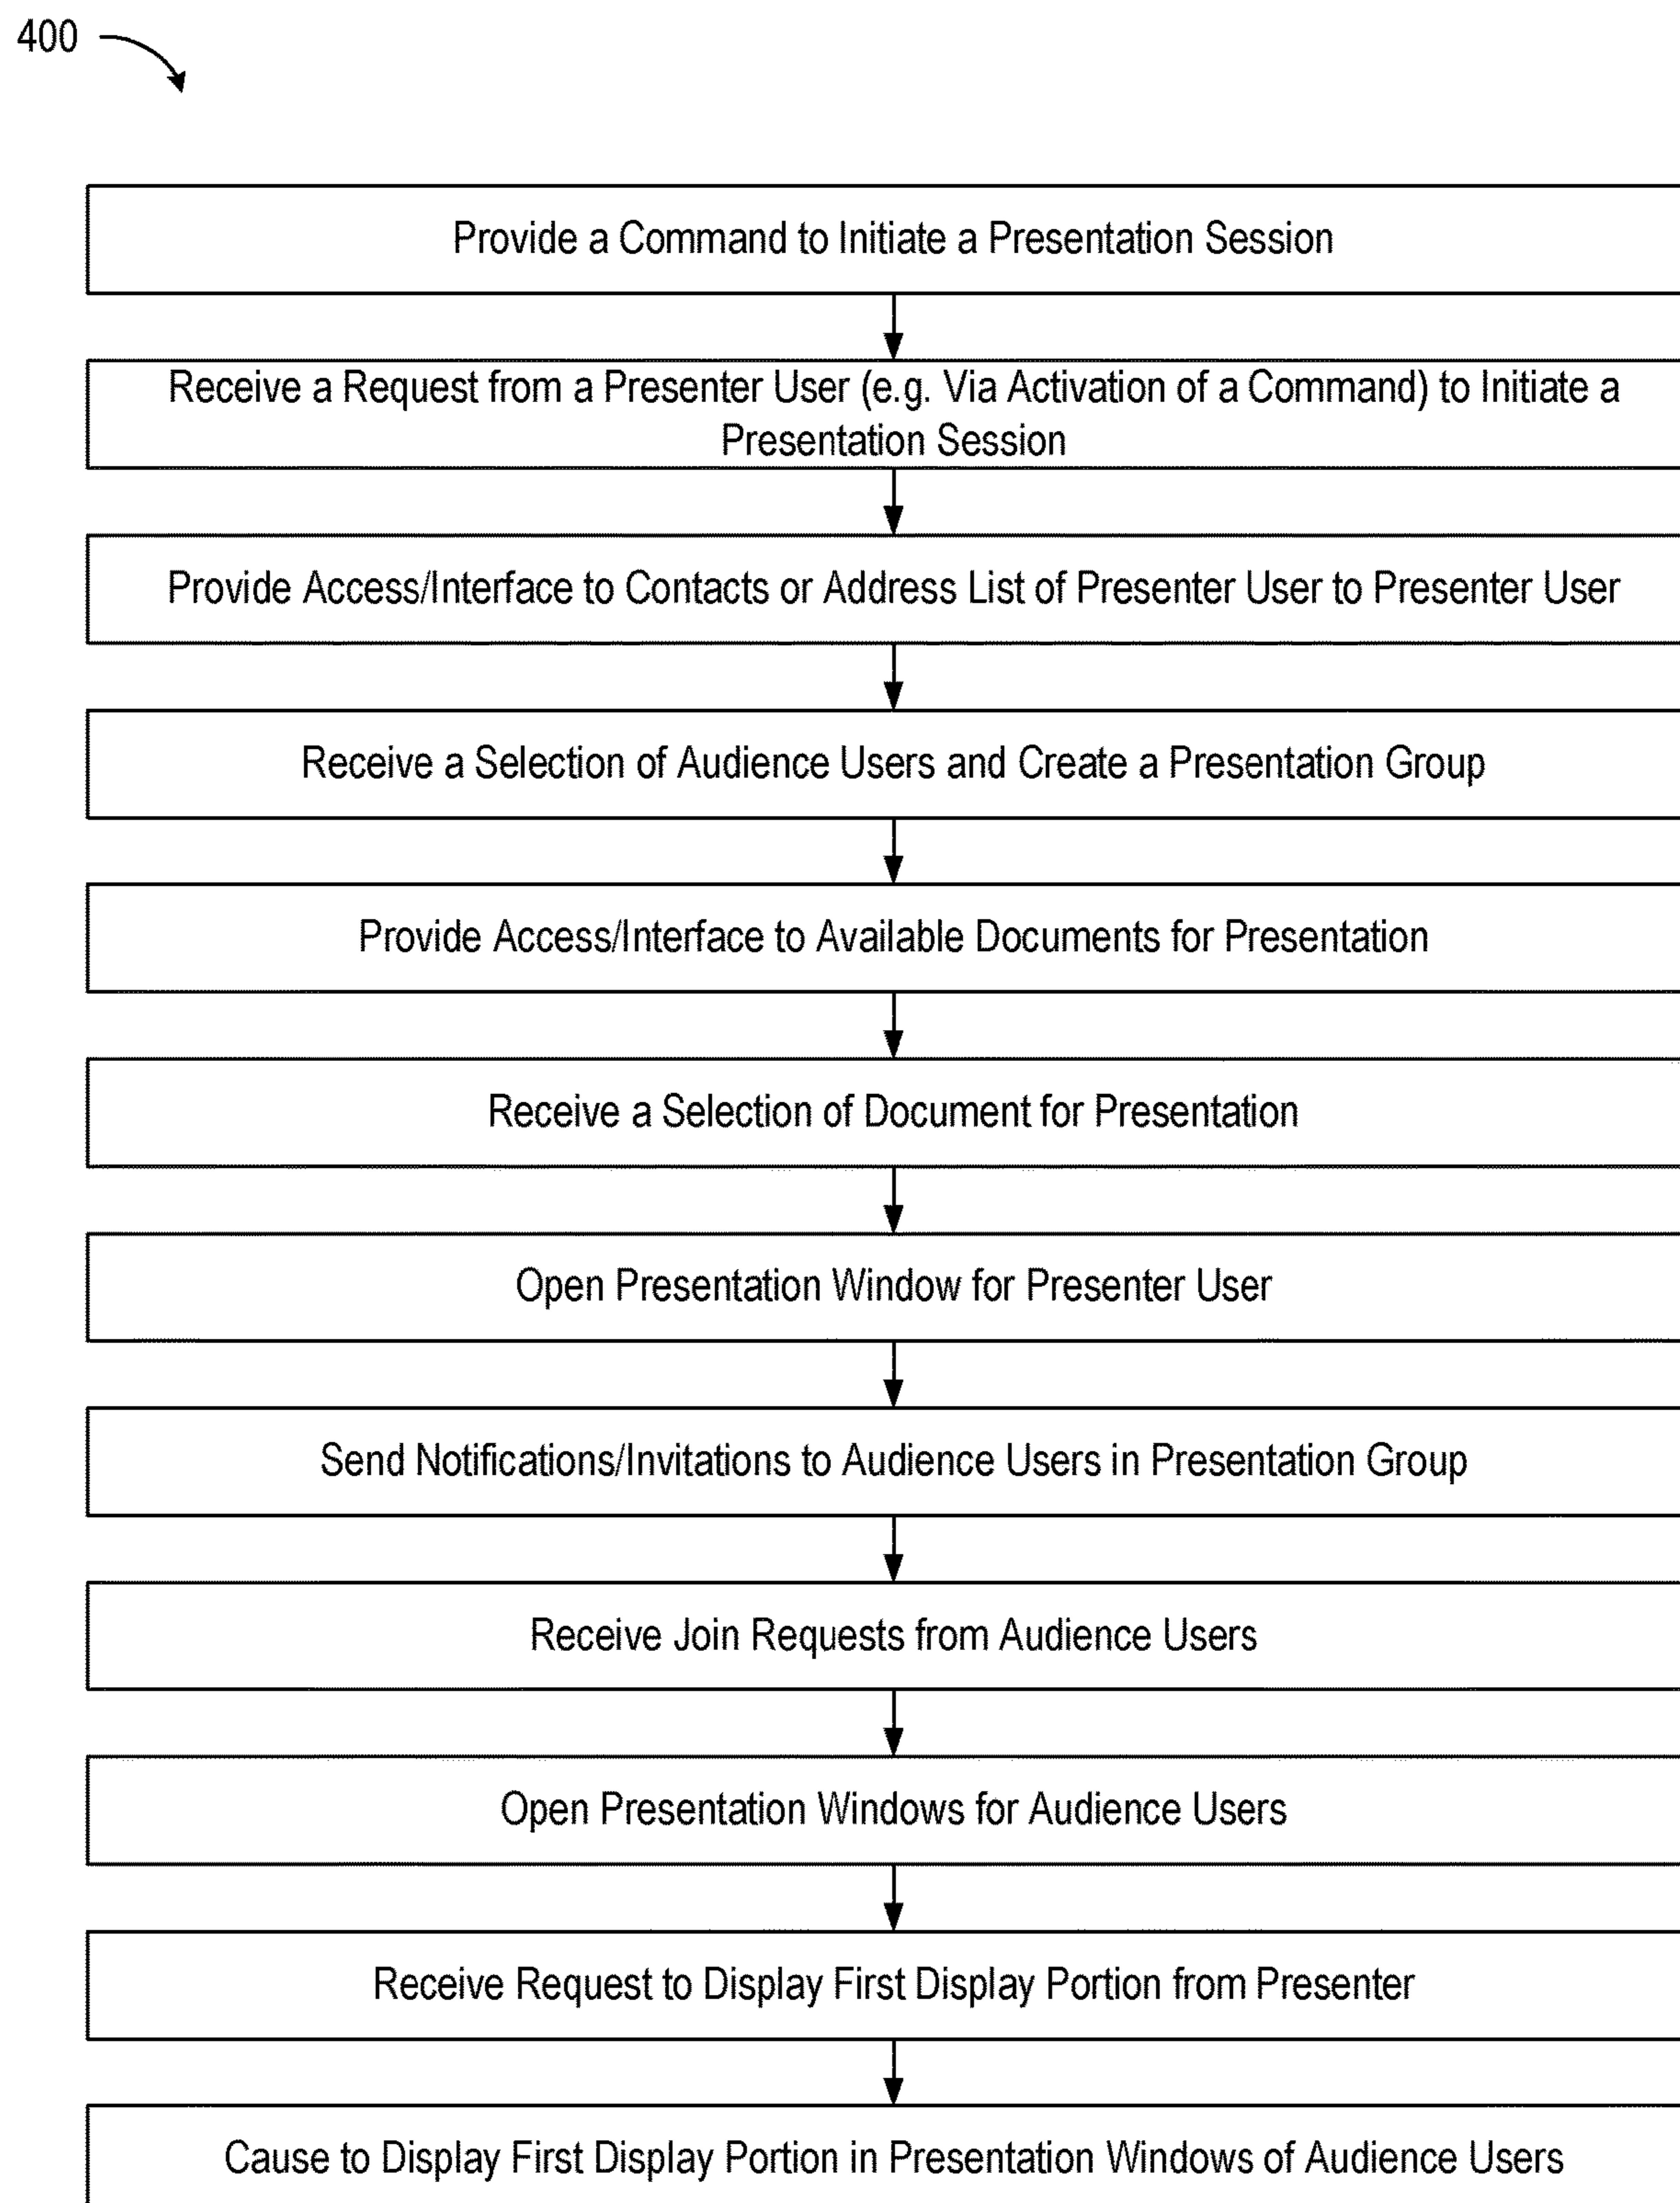 400
Provide a Command to Initiate a Presentation Session
Receive a Request from a Presenter User (e.g. Via Activation of a Command) to Initiate a
Presentation Session
Provide Access/Interface to Contacts or Address List of Presenter User to Presenter User
Receive a Selection of Audience Users and Create a Presentation Group
Provide Access/Interface to Available Documents for Presentation
Receive a Selection of Document for Presentation
Open Presentation Window for Presenter User
Send Notifications/Invitations to Audience Users in Presentation Group
Receive Join Requests from Audience Users
Open Presentation Windows for Audience Users
Receive Request to Display First Display Portion from Presenter
Cause to Display First Display Portion in Presentation Windows of Audience Users